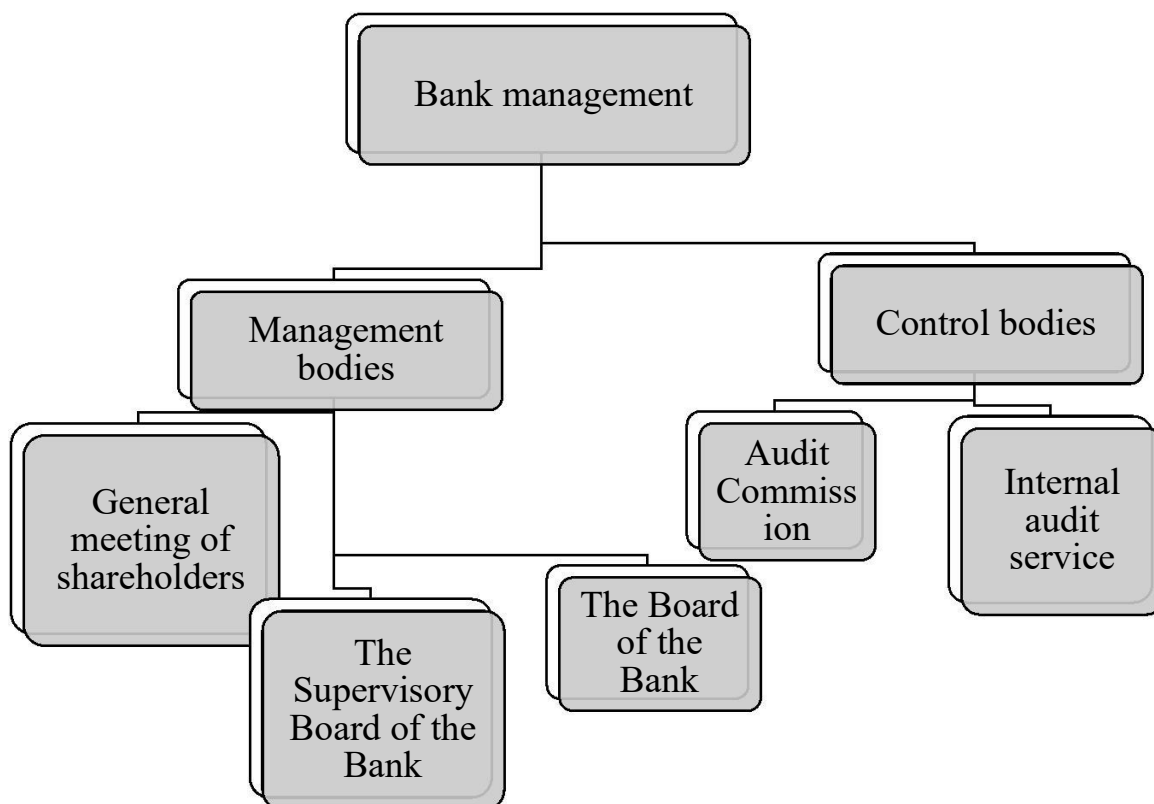 Bank management
Management
bodies
Control bodies
General
meeting of
shareholders
The
Supervisory
Board of the
Bank
The Board
of the
Bank
Audit
Commiss
ion
Internal
audit
service